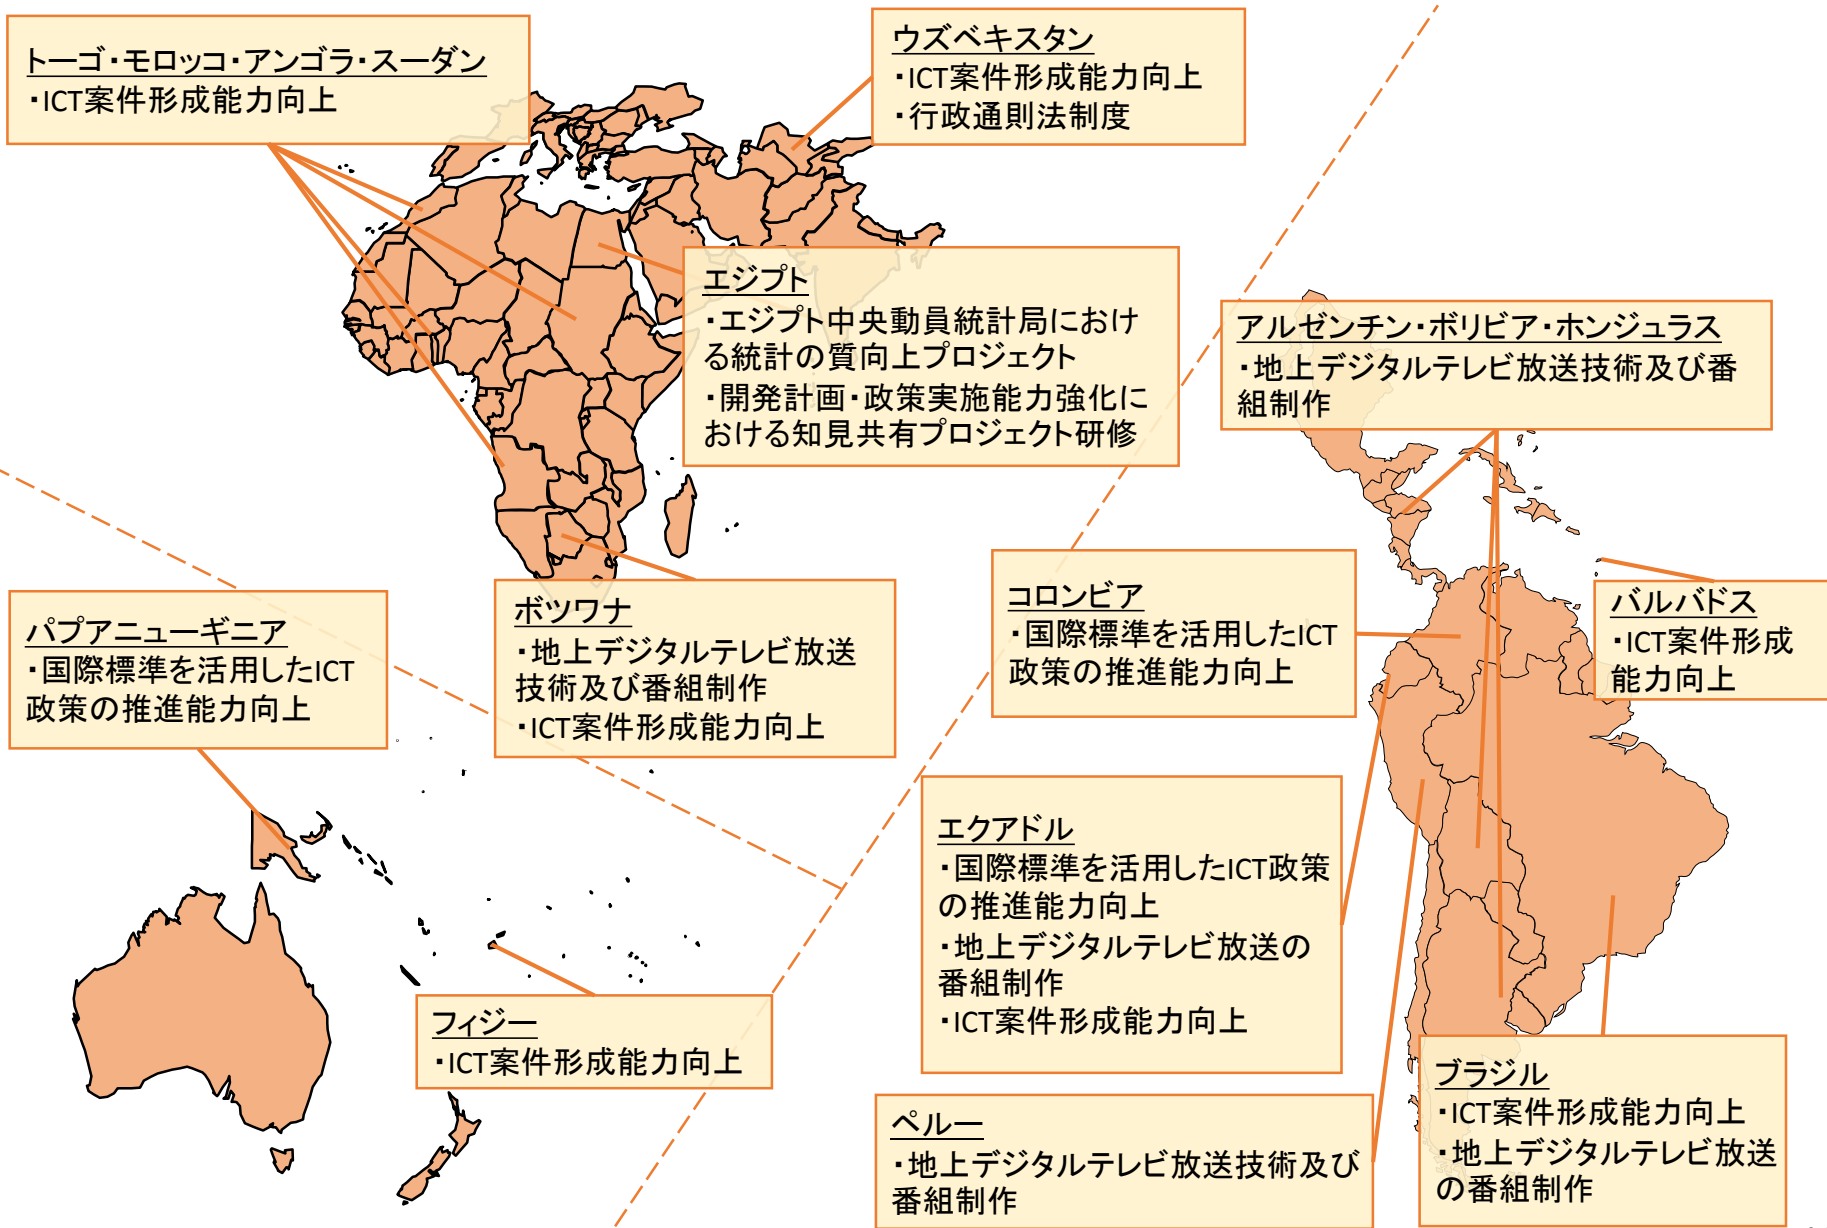 トーゴ・モロッコ・アンゴラ・スーダン
・ICT案件形成能力向上
ウズベキスタン
・ICT案件形成能力向上
・行政通則法制度
エジプト
・エジプト中央動員統計局におけ
る統計の質向上プロジェクト
・開発計画・政策実施能力強化に
おける知見共有プロジェクト研修
アルゼンチン・ボリビア・ホンジュラス
・地上デジタルテレビ放送技術及び番
組制作
パプアニューギニア
・国際標準を活用したICT
政策の推進能力向上
ボツワナ
・地上デジタルテレビ放送
技術及び番組制作
・ICT案件形成能力向上
コロンビア
・国際標準を活用したICT
政策の推進能力向上
バルバドス
・ICT案件形成
能力向上
エクアドル
・国際標準を活用したICT政策
の推進能力向上
・地上デジタルテレビ放送の
番組制作
・ICT案件形成能力向上
フィジー
・ICT案件形成能力向上
ペルー
・地上デジタルテレビ放送技術及び
番組制作
ブラジル
・ICT案件形成能力向上
・地上デジタルテレビ放送
の番組制作